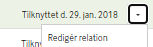 Tilknyttet d. 29. jan. 2018
Redigér relation